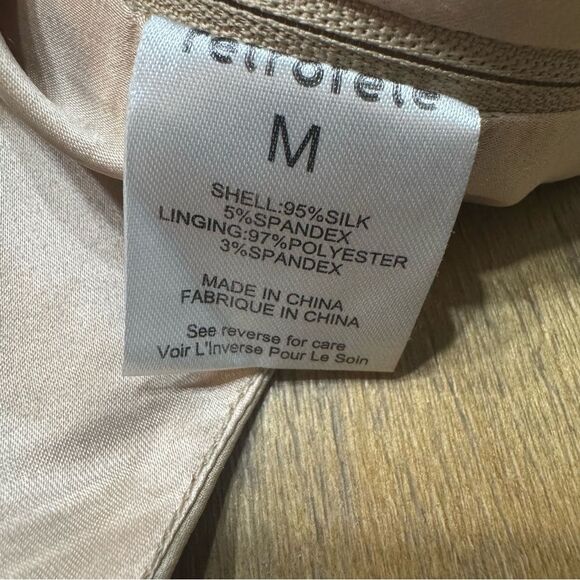 retrofete
M
SHELL:95%SILK
5%SPANDEX
LINGING:97%POLYESTER
3%SPANDEX
MADE IN CHINA
FABRIQUE IN CHINA
See reverse for care
Voir L'Inverse Pour Le Soin